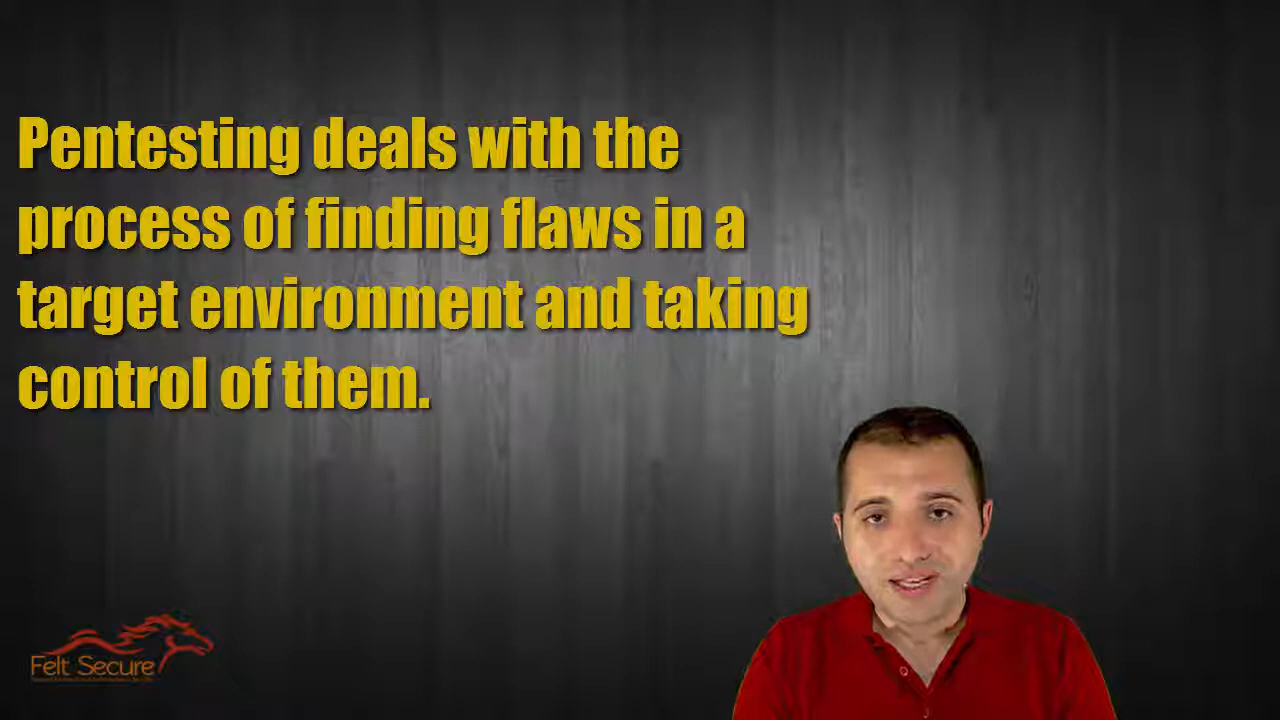 Pentesting deals with the
process of finding flaws in a
target environment and taking
control of them.
Felt Secure